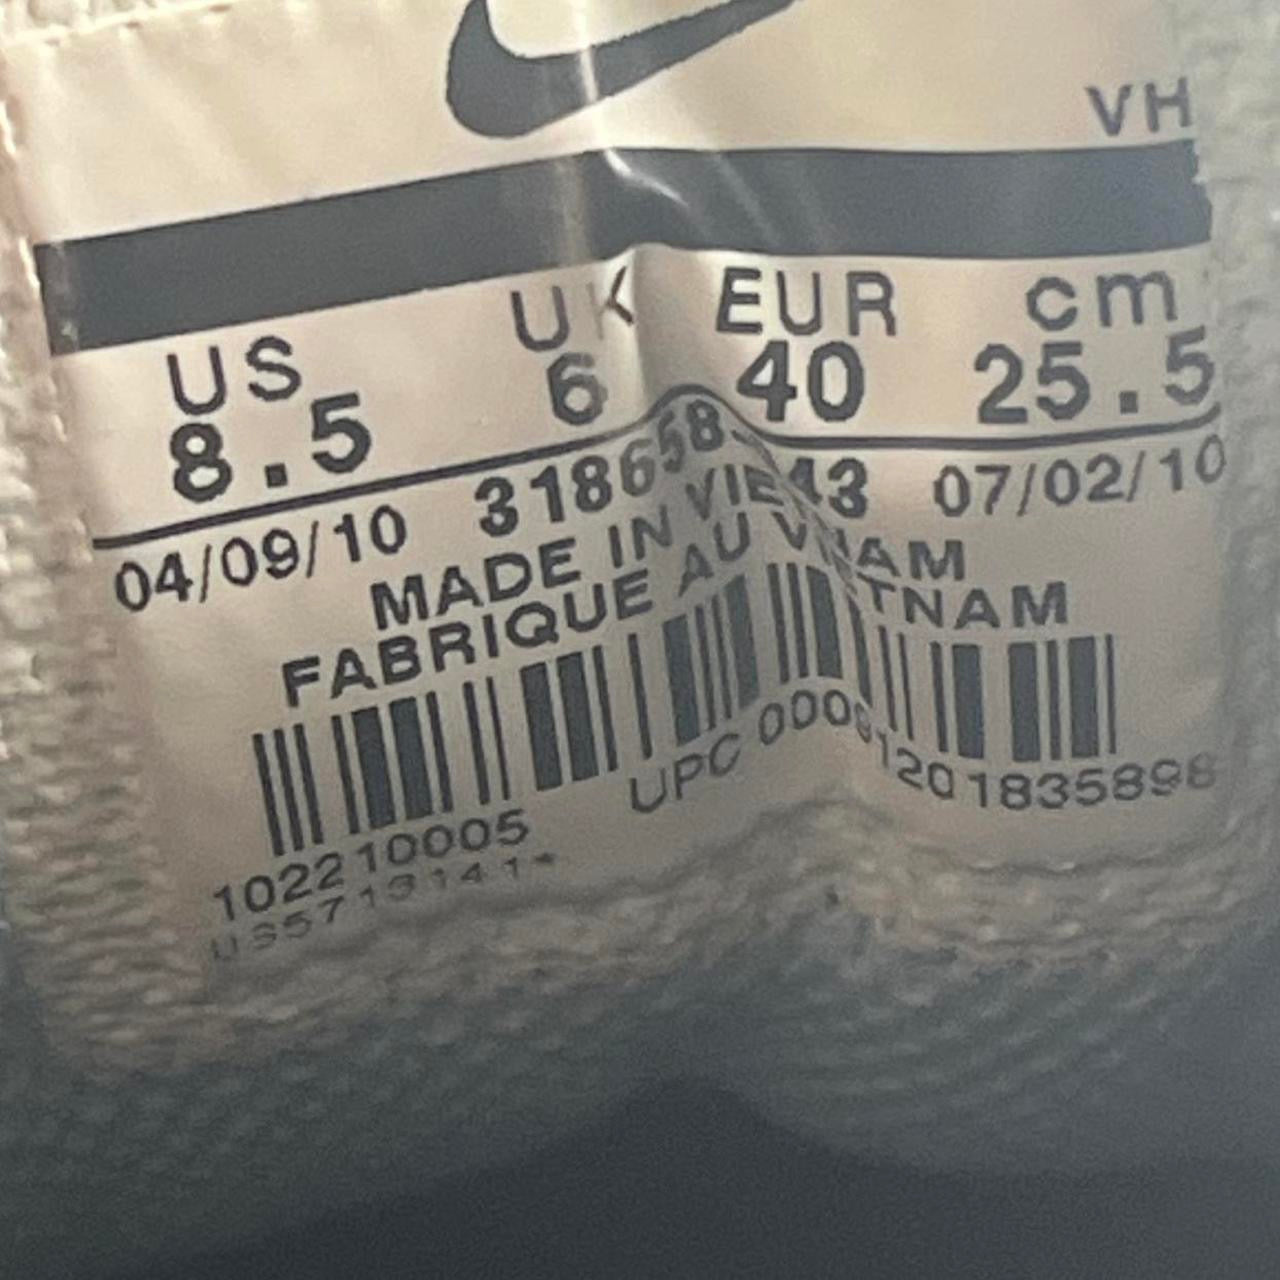 VH
US UK EUR cm
8.5 6 40 25.5
04/09/10 07/02/10
MADE IN VIETNAM
FABRIQUE AU VIETNAM
UPC
102210005